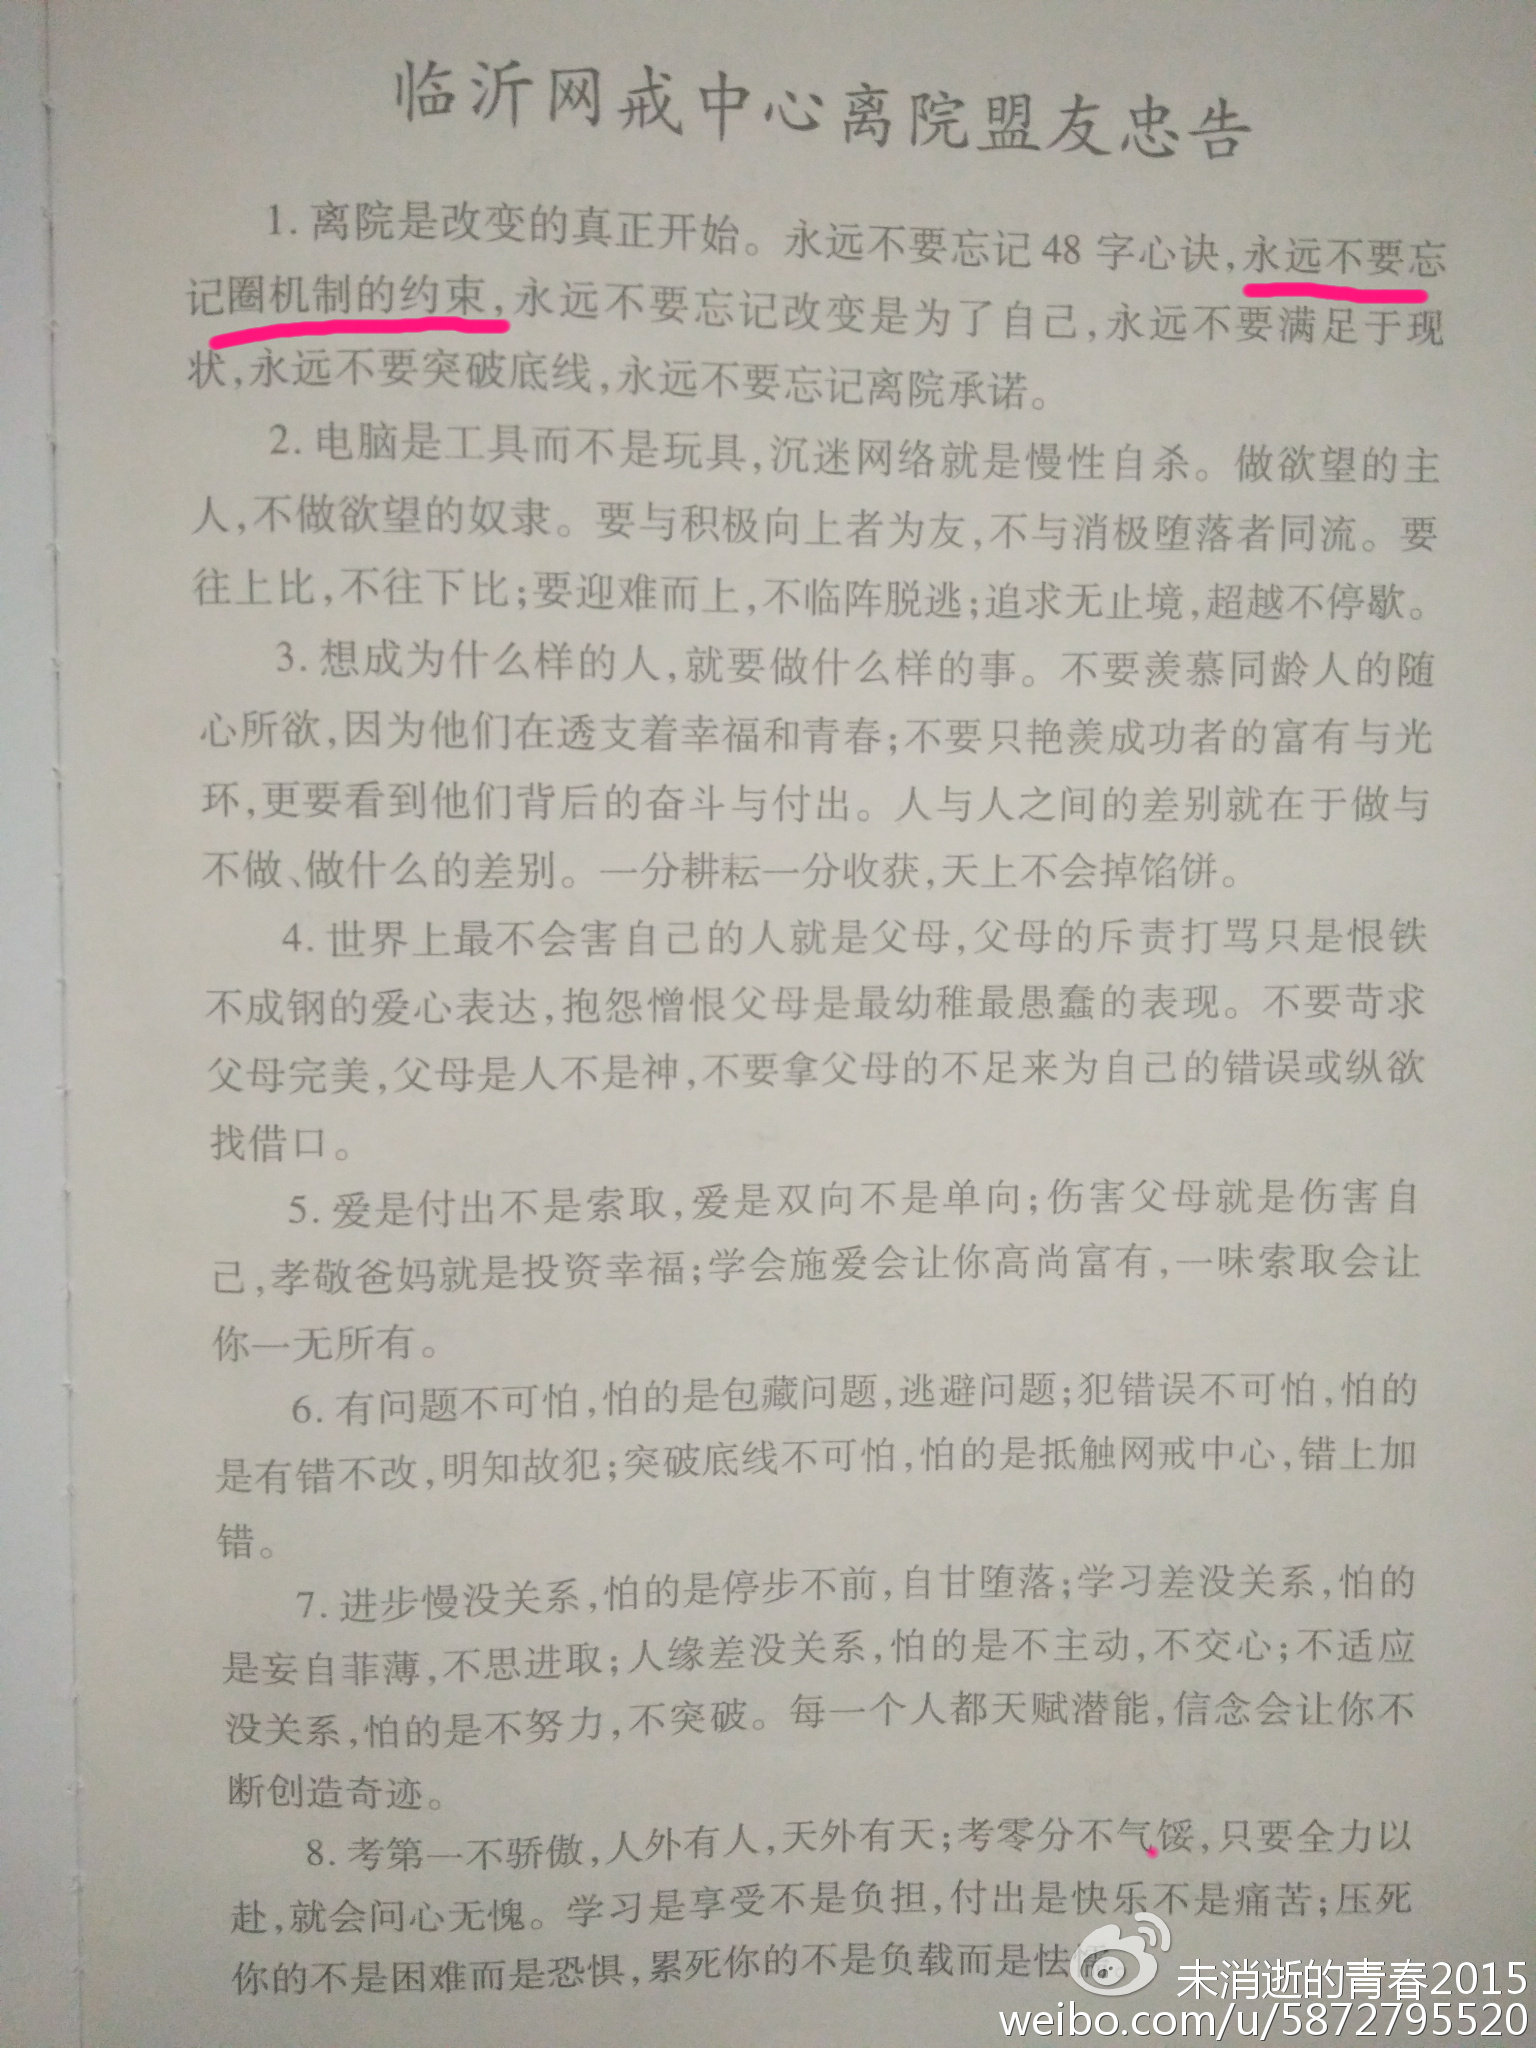 临沂网戒中心离院盟友忠告
1. 离院是改变的真正开始。永远不要忘记48字心诀,永远不要忘
记圈机制的约束,永远不要忘记改变是为了自己,永远不要满足于现
状,永远不要突破底线,永远不要忘记离院承诺。
2. 电脑是工具而不是玩具,沉迷网络就是慢性自杀。做欲望的主
人,不做欲望的奴隶。要与积极向上者为友,不与消极堕落者同流。要
往上比,不往下比;要迎难而上,不临阵脱逃;追求无止境,超越不停歇。
3. 想成为什么样的人,就要做什么样的事。不要羡慕同龄人的随
心所欲,因为他们在透支着幸福和青春;不要只艳羡成功者的富有与光
环,更要看到他们背后的奋斗与付出。人与人之间的差别就在于做与
不做、做什么的差别。一分耕耘一分收获,天上不会掉馅饼。
4. 世界上最不会害自己的人就是父母,父母的斥责打骂只是恨铁
不成钢的爱心表达,抱怨憎恨父母是最幼稚最愚蠢的表现。不要苛求
父母完美,父母是人不是神,不要拿父母的不足来为自己的错误或纵欲
找借口。
5. 爱是付出不是索取,爱是双向不是单向;伤害父母就是伤害自
己,孝敬爸妈就是投资幸福;学会施爱会让你高尚富有,一味索取会让
你一无所有。
6. 有问题不可怕,怕的是包藏问题,逃避问题;犯错误不可怕,怕的
是有错不改,明知故犯;突破底线不可怕,怕的是抵触网戒中心,错上加
错。
7. 进步慢没关系,怕的是停步不前,自甘堕落;学习差没关系,怕的
是妄自菲薄,不思进取;人缘差没关系,怕的是不主动,不交心;不适应
没关系,怕的是不努力,不突破。每一个人都天赋潜能,信念会让你不
断创造奇迹。
8. 考第一不骄傲,人外有人,天外有天;考零分不气馁,只要全力以
赴,就会问心无愧。学习是享受不是负担,付出是快乐不是痛苦;压死
你的不是困难而是恐惧,累死你的不是负载而是怯
未消逝的青春2015
weibo.com/u/5872795520